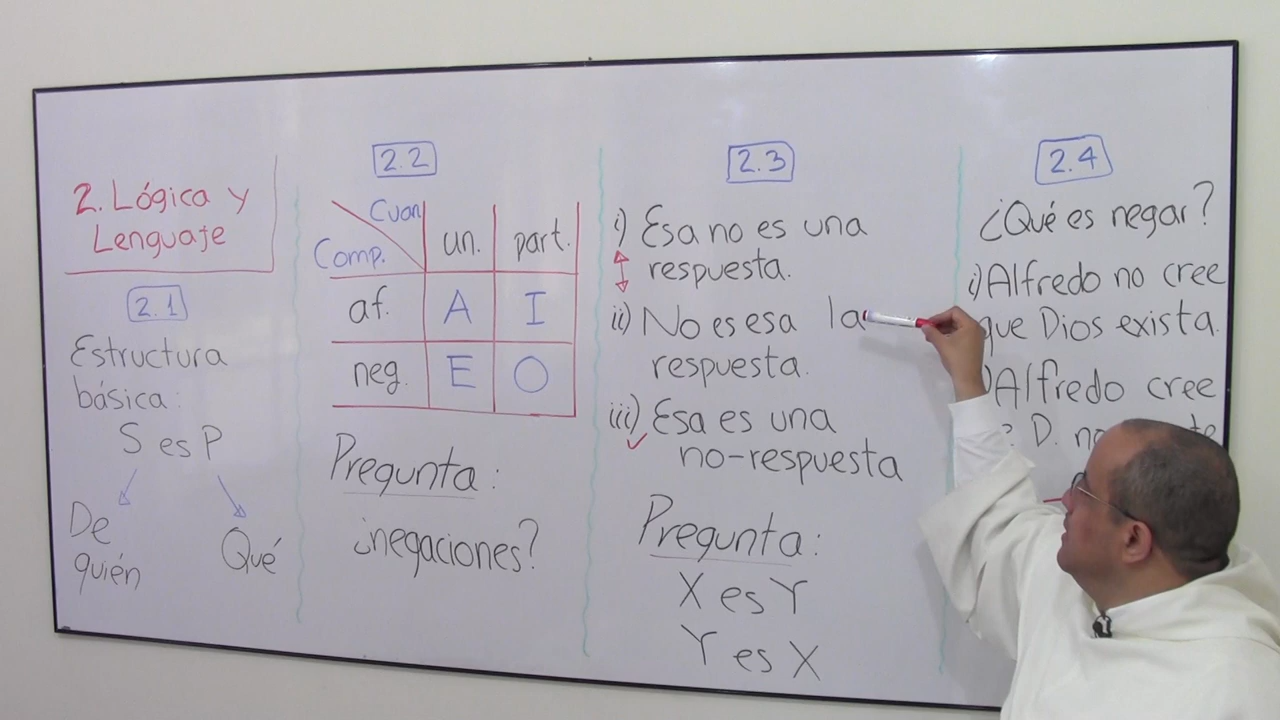 2. Lógica y
Lenguaje
2.1
Estructura
básica:
S es P
De
quién
Qué
2.2
Cuan
Comp.
un.
part.
af.
A
I
neg.
E
O
Pregunta:
¿negaciones?
2.3
i) Esa no es una
respuesta.
ii) No es esa la
respuesta.
iii) Esa es una
no-respuesta
Pregunta:
X es Y
Y es X
2.4
¿Qué es negar?
i) Alfredo no cree
que Dios exista.
Alfredo cree
D.